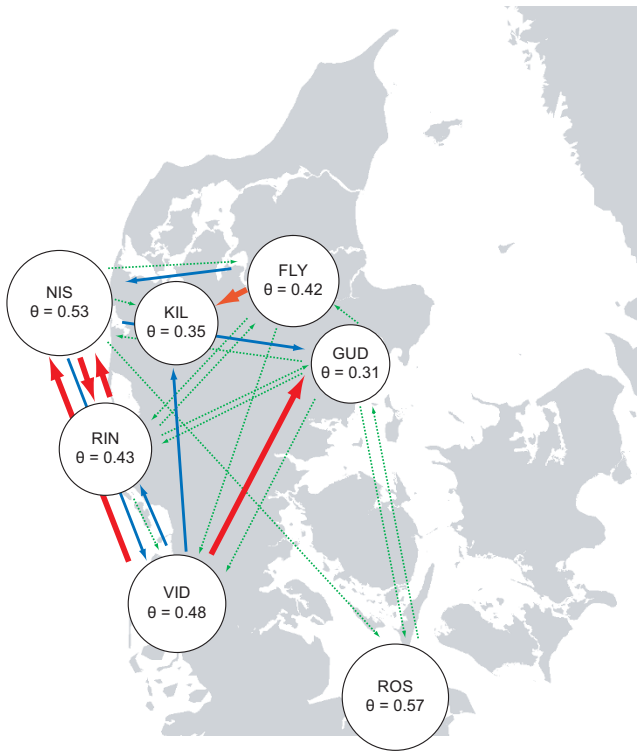 FLY
θ = 0.42
NIS
θ = 0.53
KIL
θ = 0.35
GUD
θ = 0.31
RIN
θ = 0.43
VID
θ = 0.48
ROS
θ = 0.57